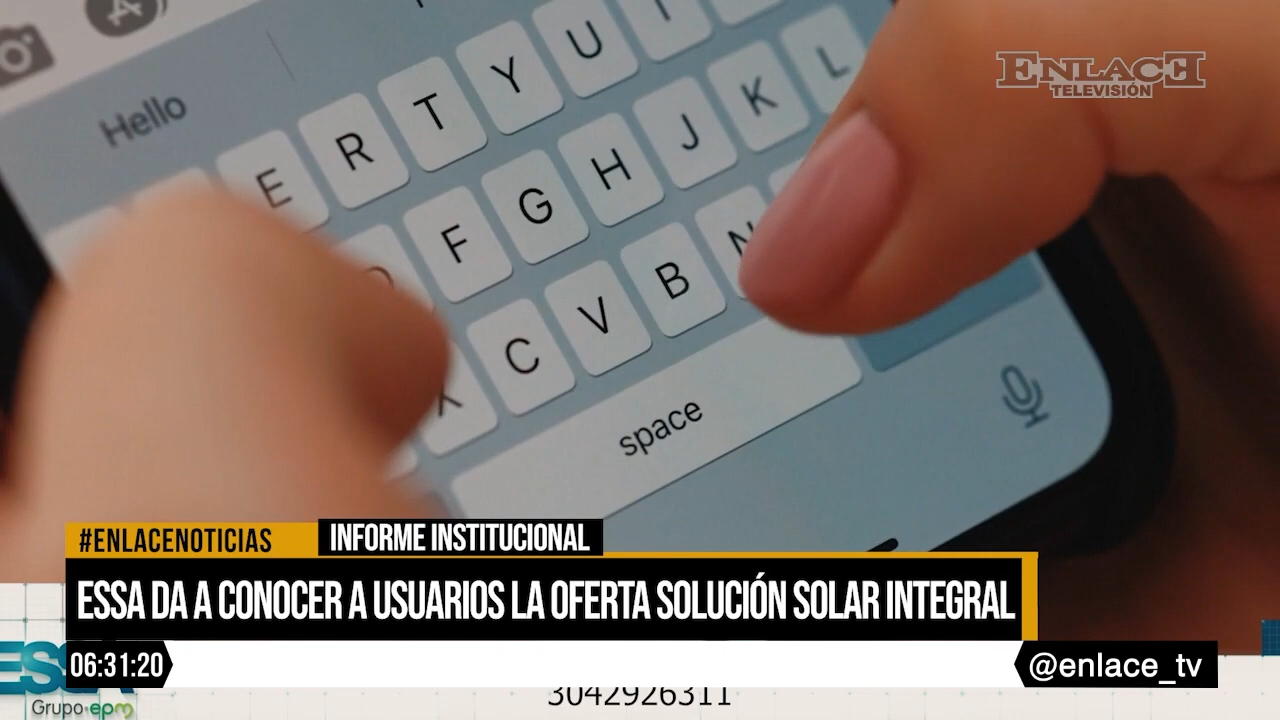 Hello
ENLACE
TELEVISIÓN
E R T Y U I
F G H J K L
X C V B N
space
#ENLACENOTICIAS
INFORME INSTITUCIONAL
ESSA DA A CONOCER A USUARIOS LA OFERTA SOLUCIÓN SOLAR INTEGRAL
06:31:20
@enlace_tv
ESSA
Grupo·epm
3042926311